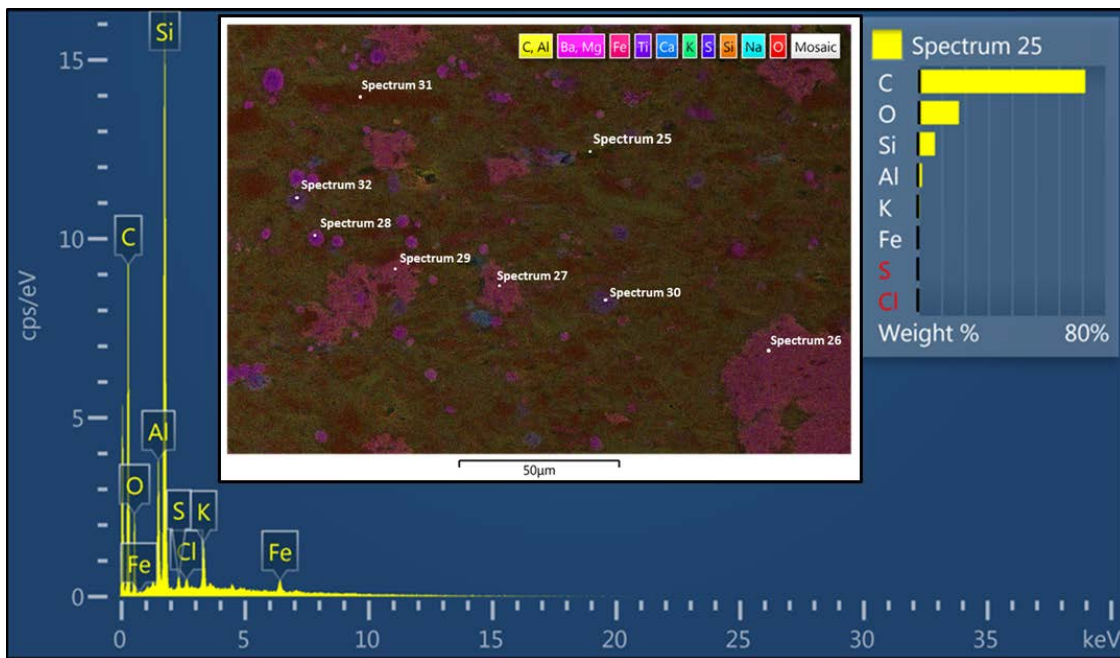 Si
C
Al
O
Fe
S
Cl
K
Fe
15
10
5
0
cps/eV
0
5
10
15
20
25
30
35
keV
C, Al
Ba, Mg
Fe
Ti
Ca
K
S
Si
Na
O
Mosaic
Spectrum 31
Spectrum 25
Spectrum 32
Spectrum 28
Spectrum 29
Spectrum 27
Spectrum 30
Spectrum 26
50μm
Spectrum 25
C
O
Si
Al
K
Fe
S
Cl
Weight % 80%